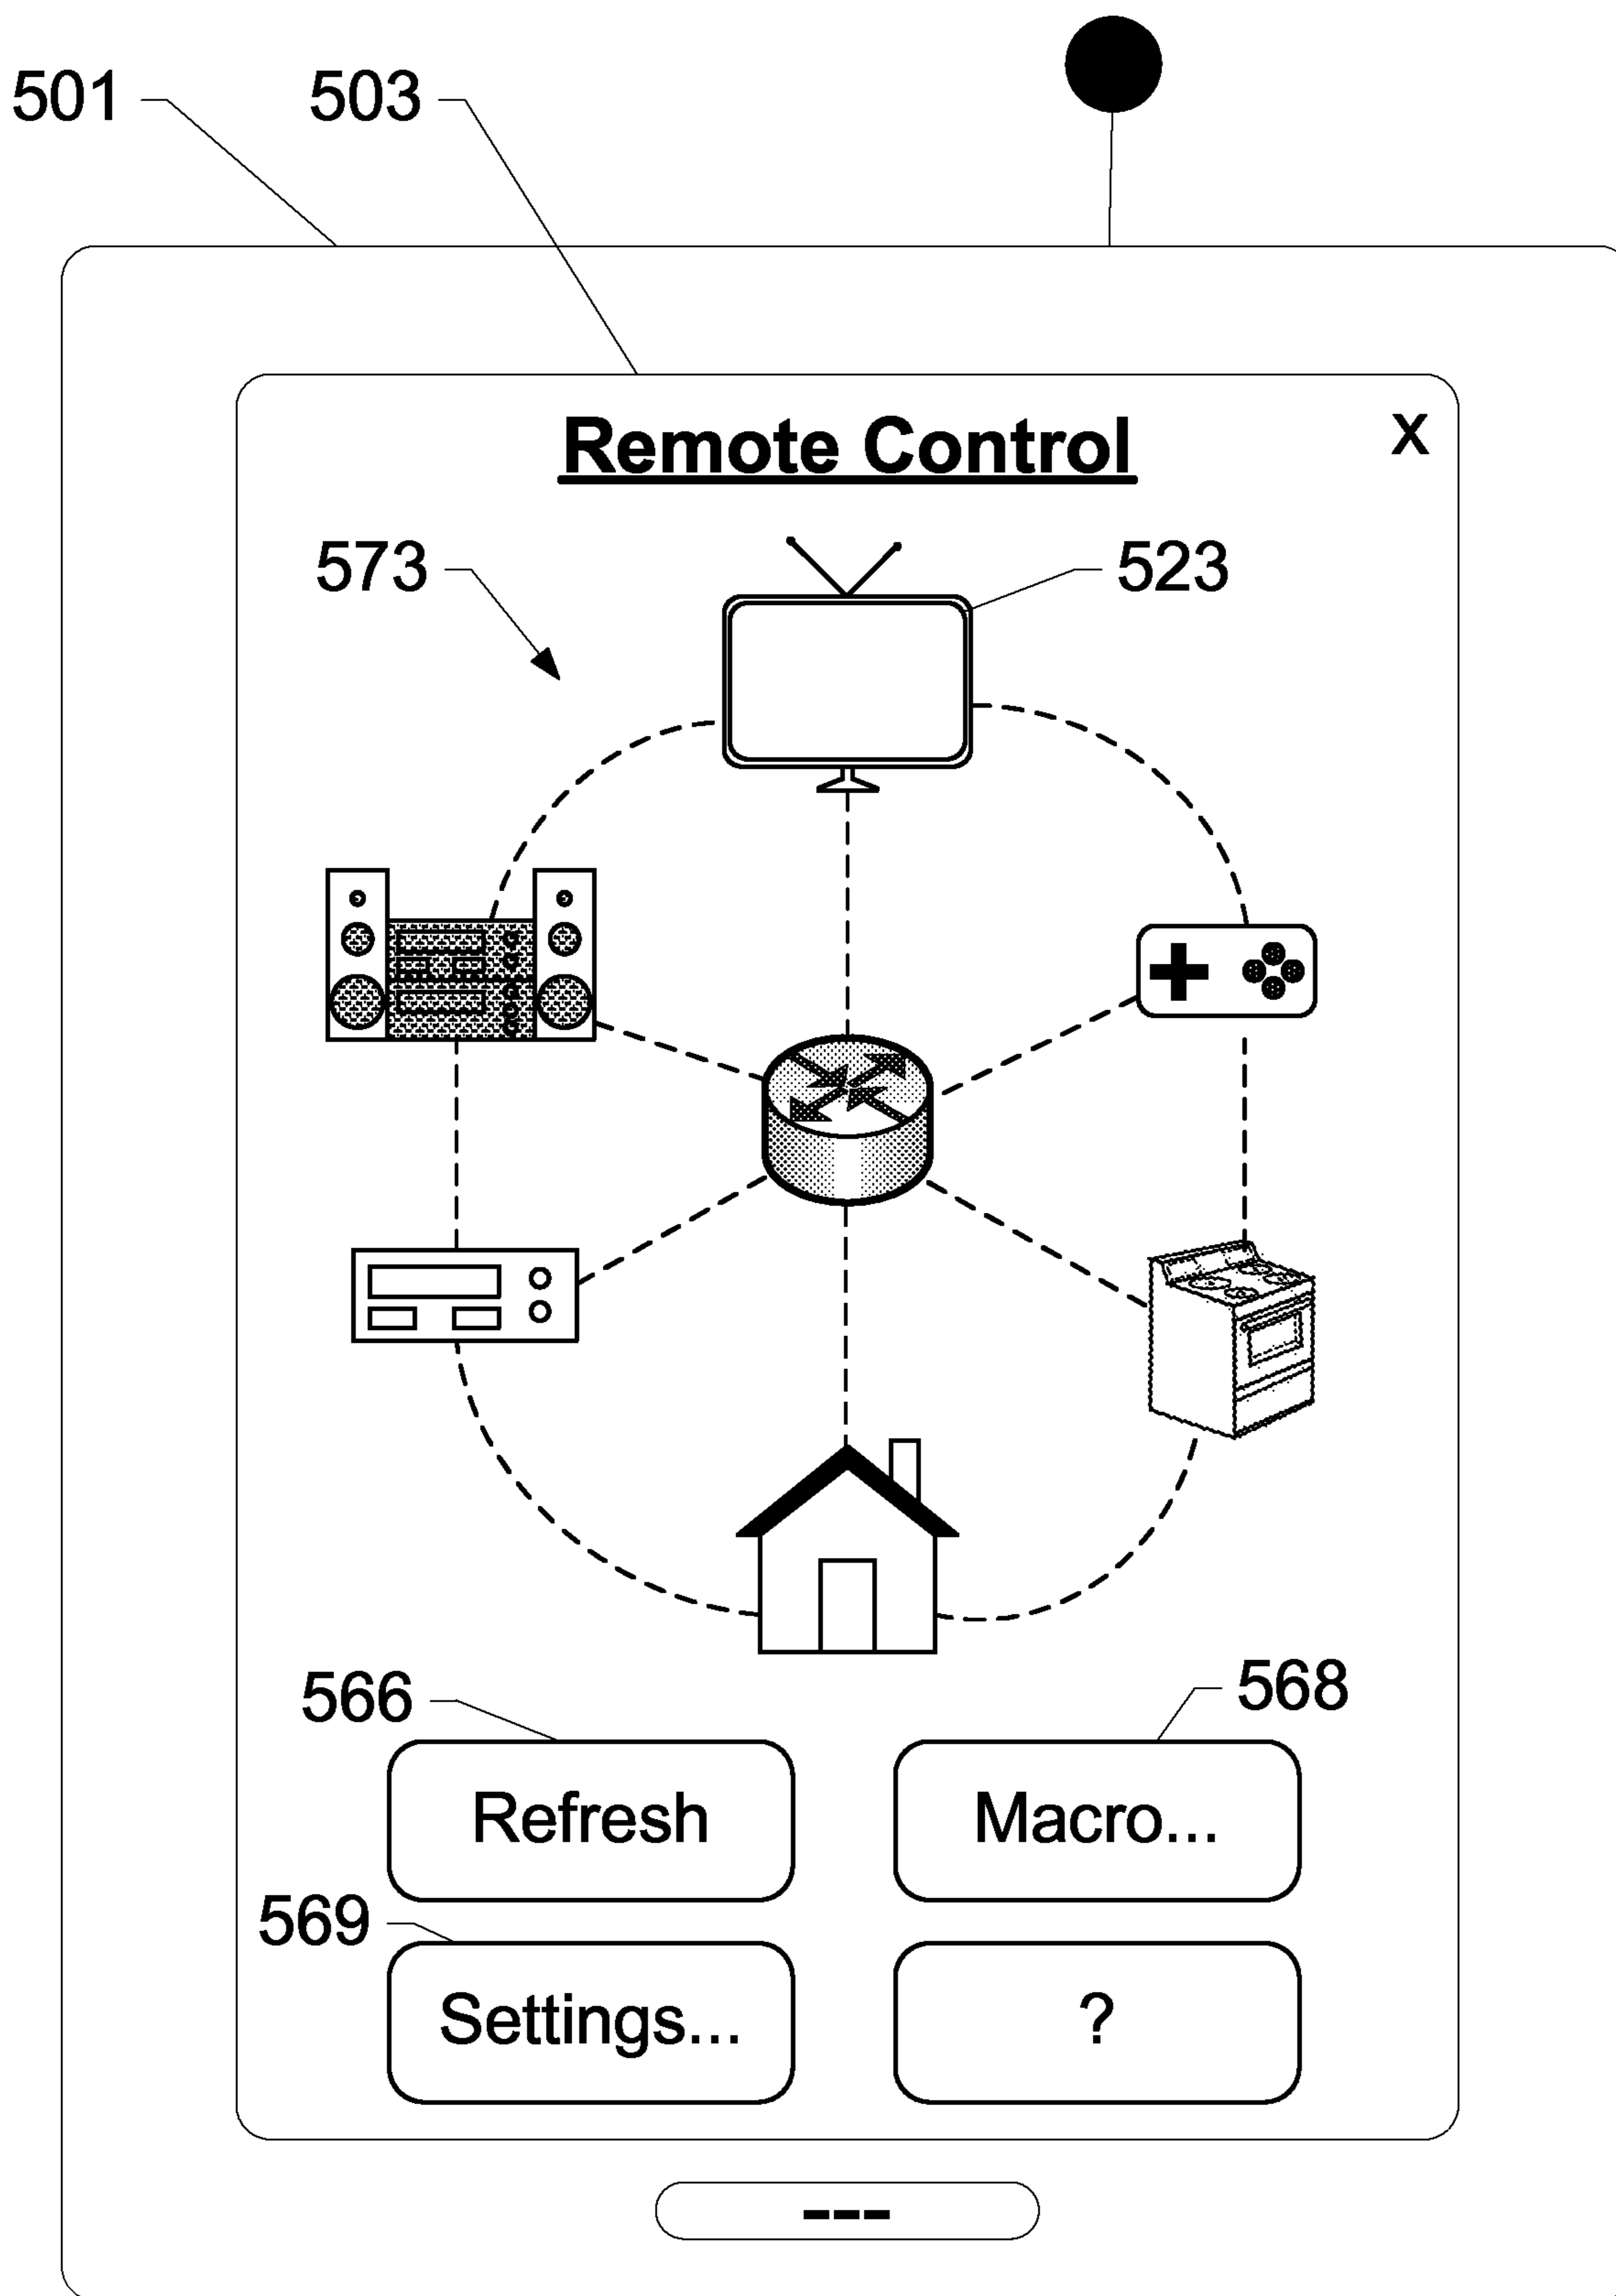 501
503
Remote Control
X
573
523
566
568
Refresh
Macro...
569
Settings...
?
---